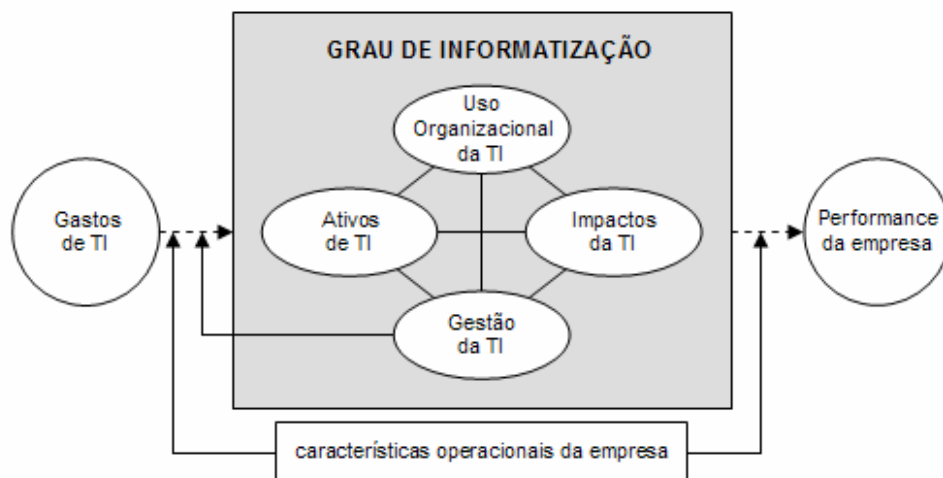 GRAU DE INFORMATIZAÇÃO
Uso
Organizacional
da TI
Gastos
de TI
Ativos
de TI
Impactos
da TI
Performance
da empresa
Gestão
da TI
características operacionais da empresa